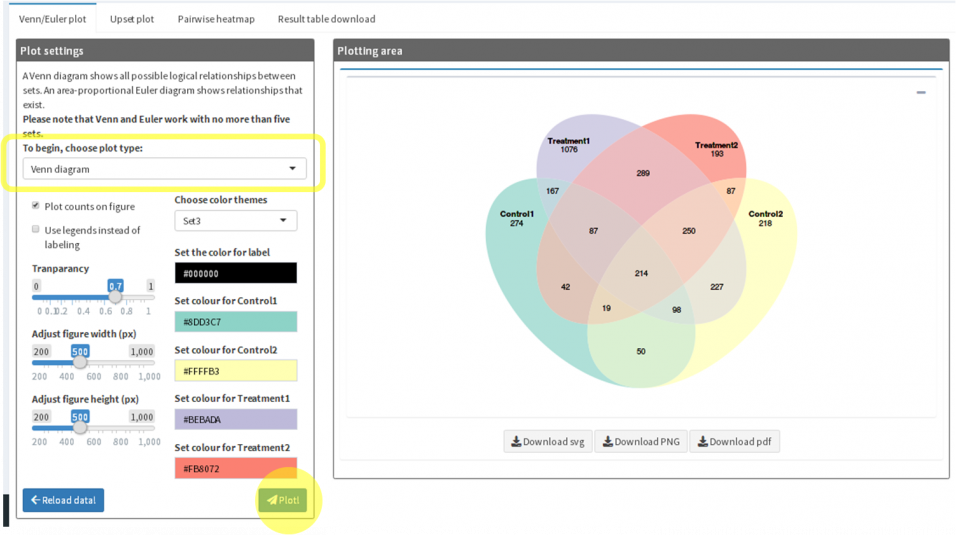 Venn/Euler plot
Upset plot
Pairwise heatmap
Result table download
Plot settings
A Venn diagram shows all possible logical relationships between
sets. An area-proportional Euler diagram shows relationships that
exist.
Please note that Venn and Euler work with no more than five
sets.
To begin, choose plot type:
Venn diagram
Plot counts on figure
Use legends instead of
labeling
Tranparancy
0 0.7 1
0 0.1 0.2 0.4 0.6 0.8 1
Adjust figure width (px)
200 500 1,000
200 400 600 800 1,000
Adjust figure height (px)
200 500 1,000
200 400 600 800 1,000
Choose color themes
Set3
Set the color for label
#000000
Set colour for Control1
#8DD3C7
Set colour for Control2
#FFFFB3
Set colour for Treatment1
#BEBADA
Set colour for Treatment2
#FB8072
Reload data!
Plot!
Plotting area
Treatment1
1076
Treatment2
193
289
167
87
Control1
274
Control2
218
87
250
214
42
227
19
98
50
Download svg
Download PNG
Download pdf